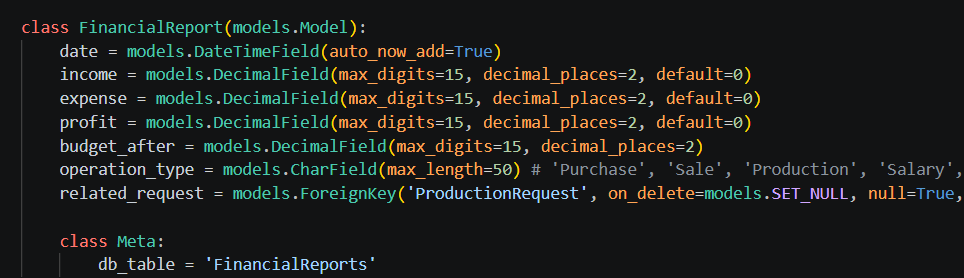 class FinancialReport(models.Model):
    date = models.DateTimeField(auto_now_add=True)
    income = models.DecimalField(max_digits=15, decimal_places=2, default=0)
    expense = models.DecimalField(max_digits=15, decimal_places=2, default=0)
    profit = models.DecimalField(max_digits=15, decimal_places=2, default=0)
    budget_after = models.DecimalField(max_digits=15, decimal_places=2)
    operation_type = models.CharField(max_length=50) # 'Purchase', 'Sale', 'Production', 'Salary',
    related_request = models.ForeignKey('ProductionRequest', on_delete=models.SET_NULL, null=True,
    class Meta:
        db_table = 'FinancialReports'